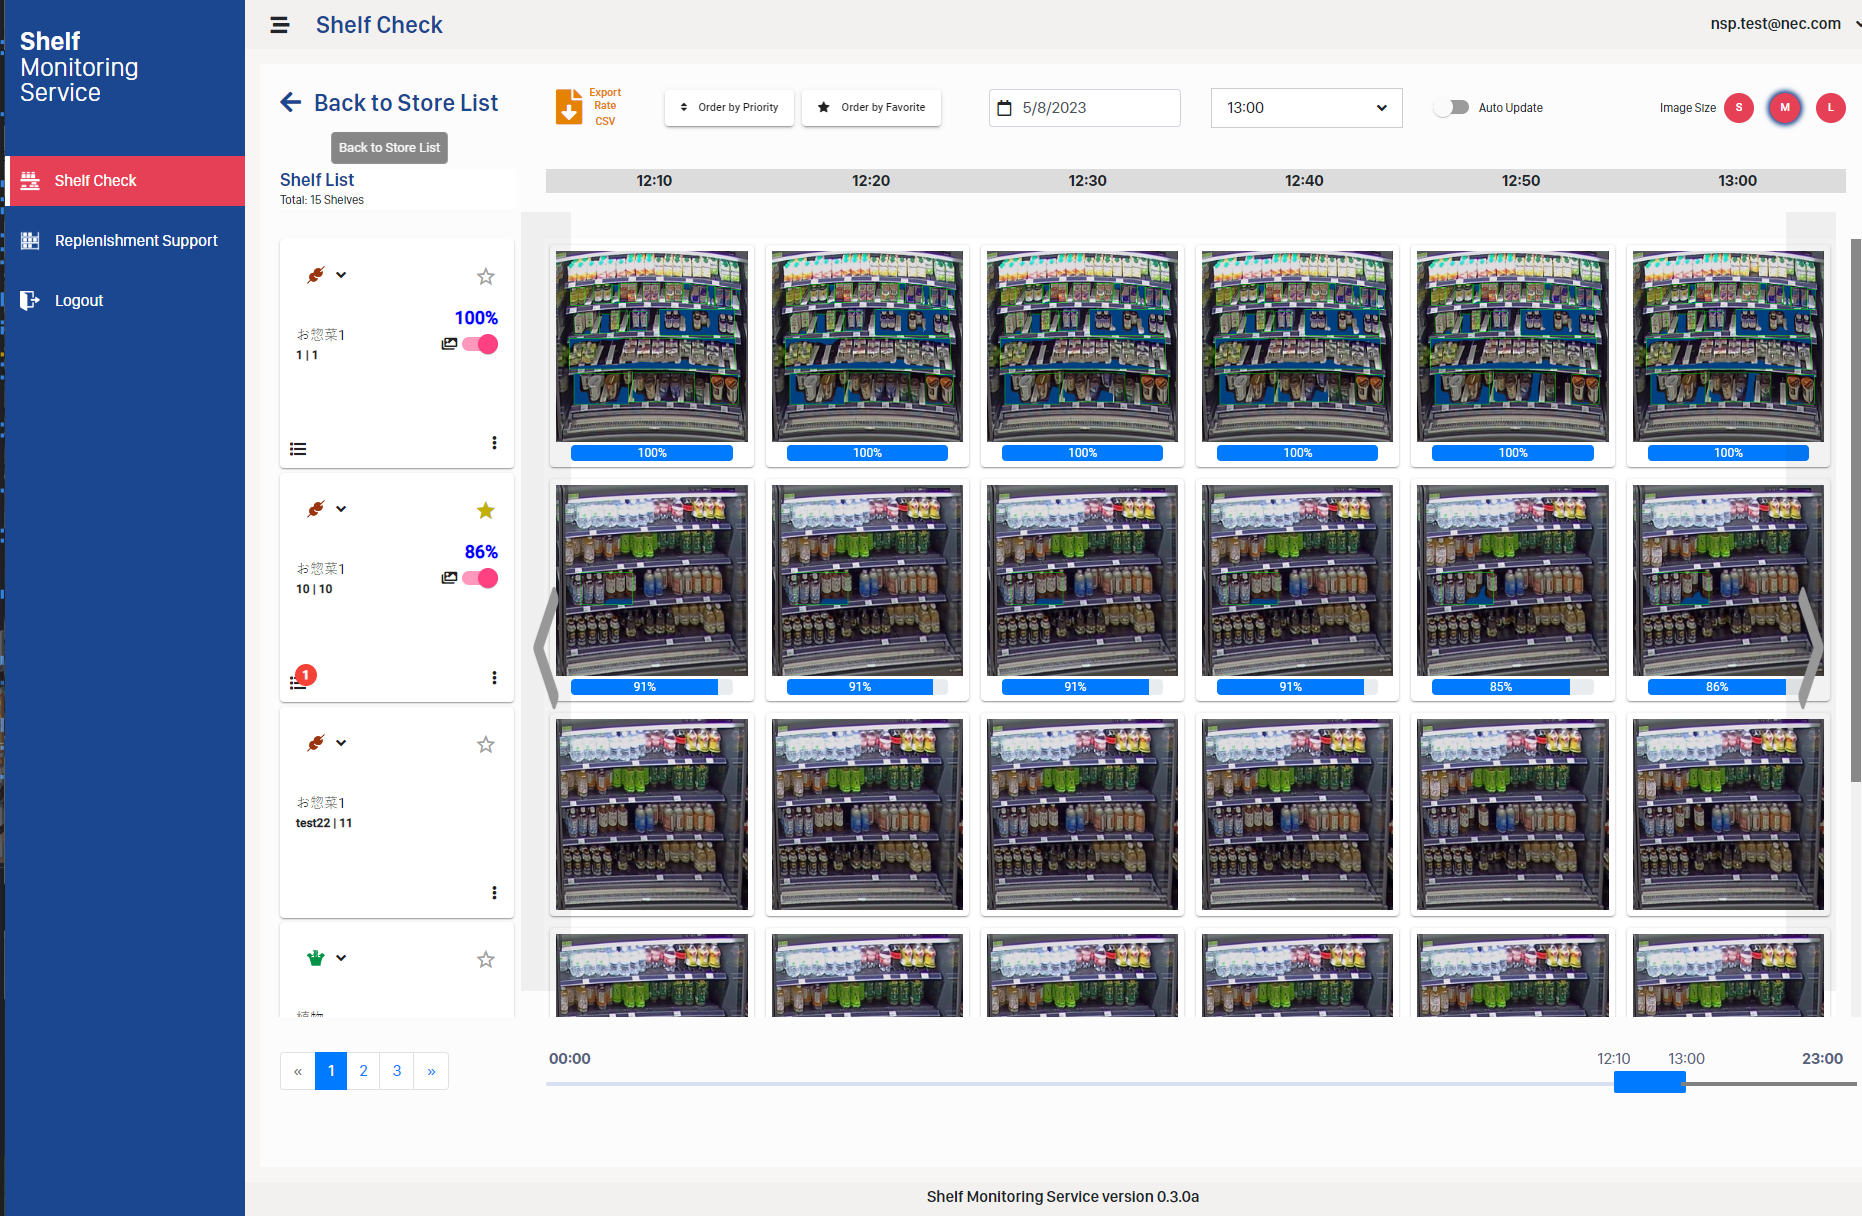 Shelf
Monitoring
Service
Shelf Check
Replenishment Support
Logout
Shelf Check
nsp.test@nec.com
Back to Store List
Export
Rate
CSV
Order by Priority
Order by Favorite
5/8/2023
13:00
Auto Update
Image Size
S
M
L
Back to Store List
Shelf List
Total: 15 Shelves
12:10
12:20
12:30
12:40
12:50
13:00
100%
お惣菜1
1 | 1
100%
100%
100%
100%
100%
100%
86%
お惣菜1
10 | 10
1
91%
91%
91%
91%
85%
86%
お惣菜1
test22 | 11
植物
«
1
2
3
»
00:00
12:10
13:00
23:00
Shelf Monitoring Service version 0.3.0a